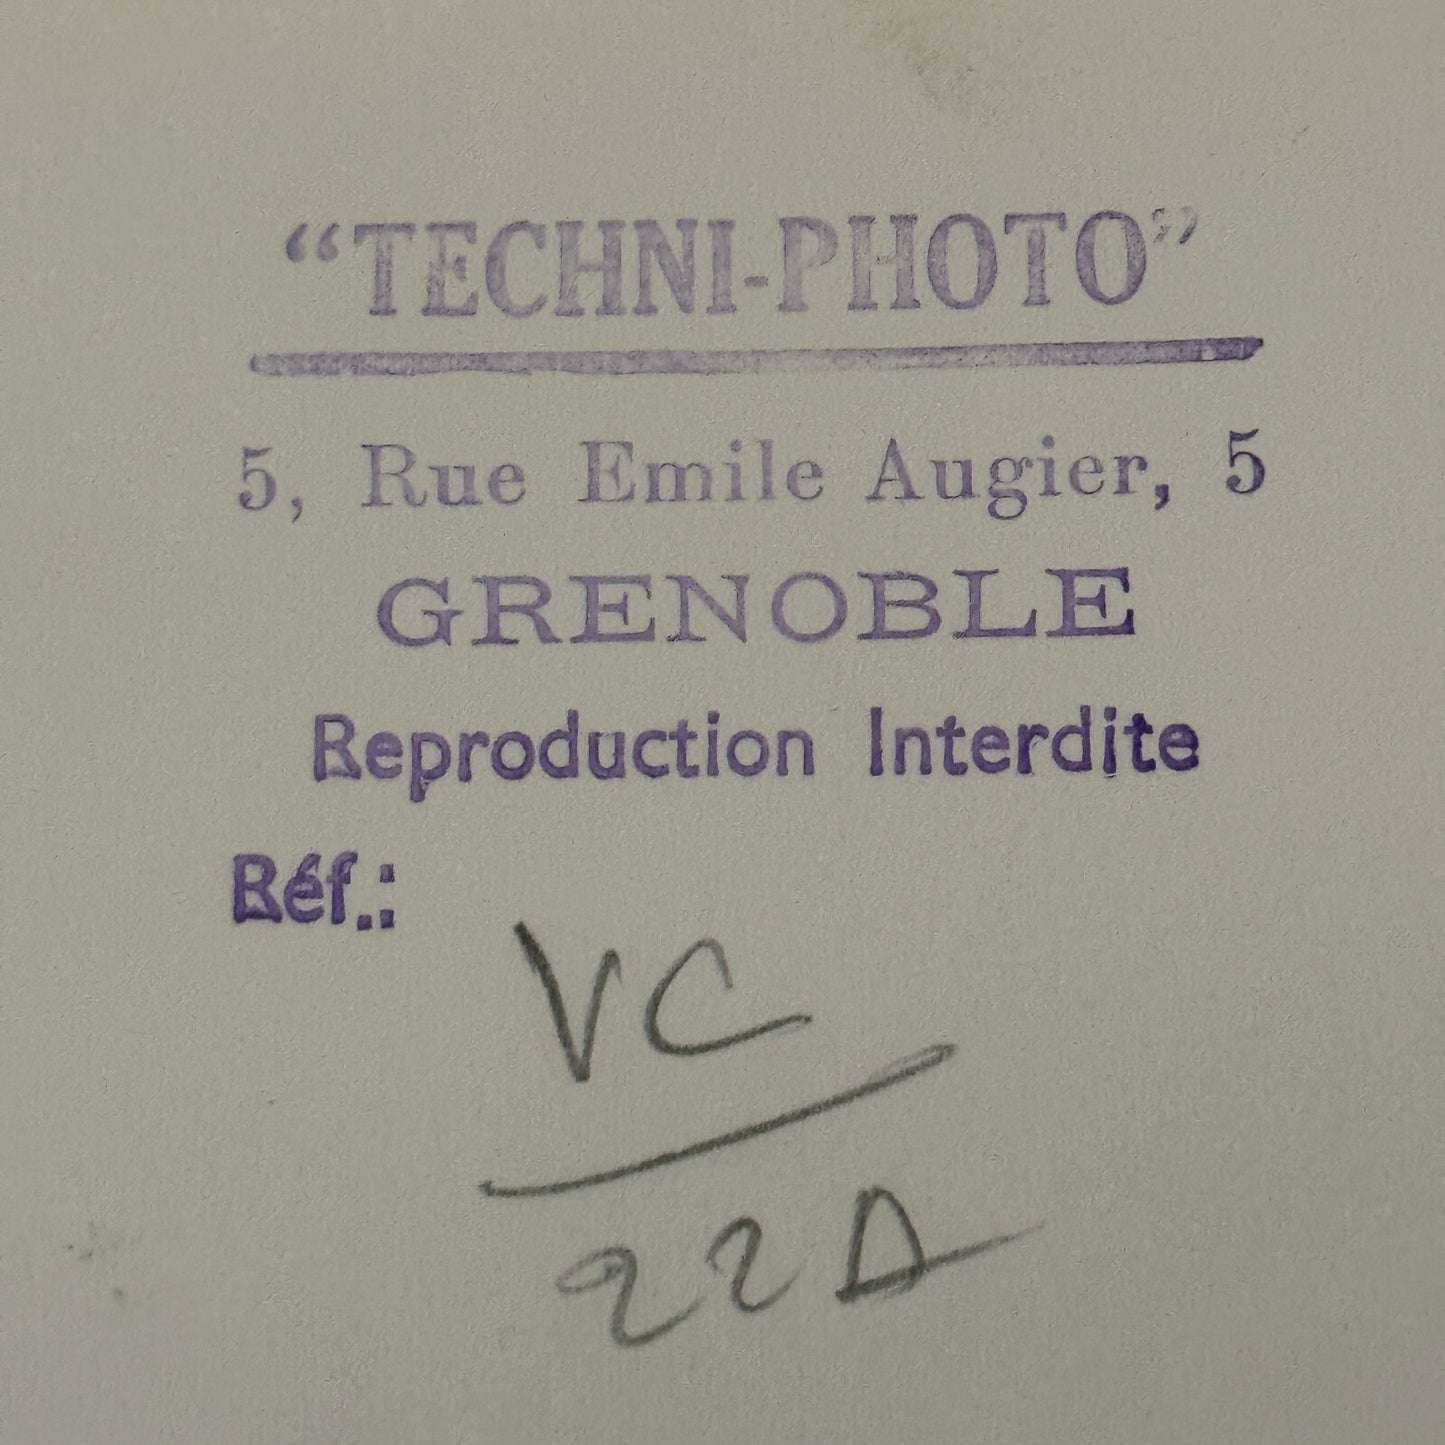 “TECHNI-PHOTO”
5, Rue Emile Augier, 5
GRENOBLE
Reproduction Interdite
Réf.:
VC
22A